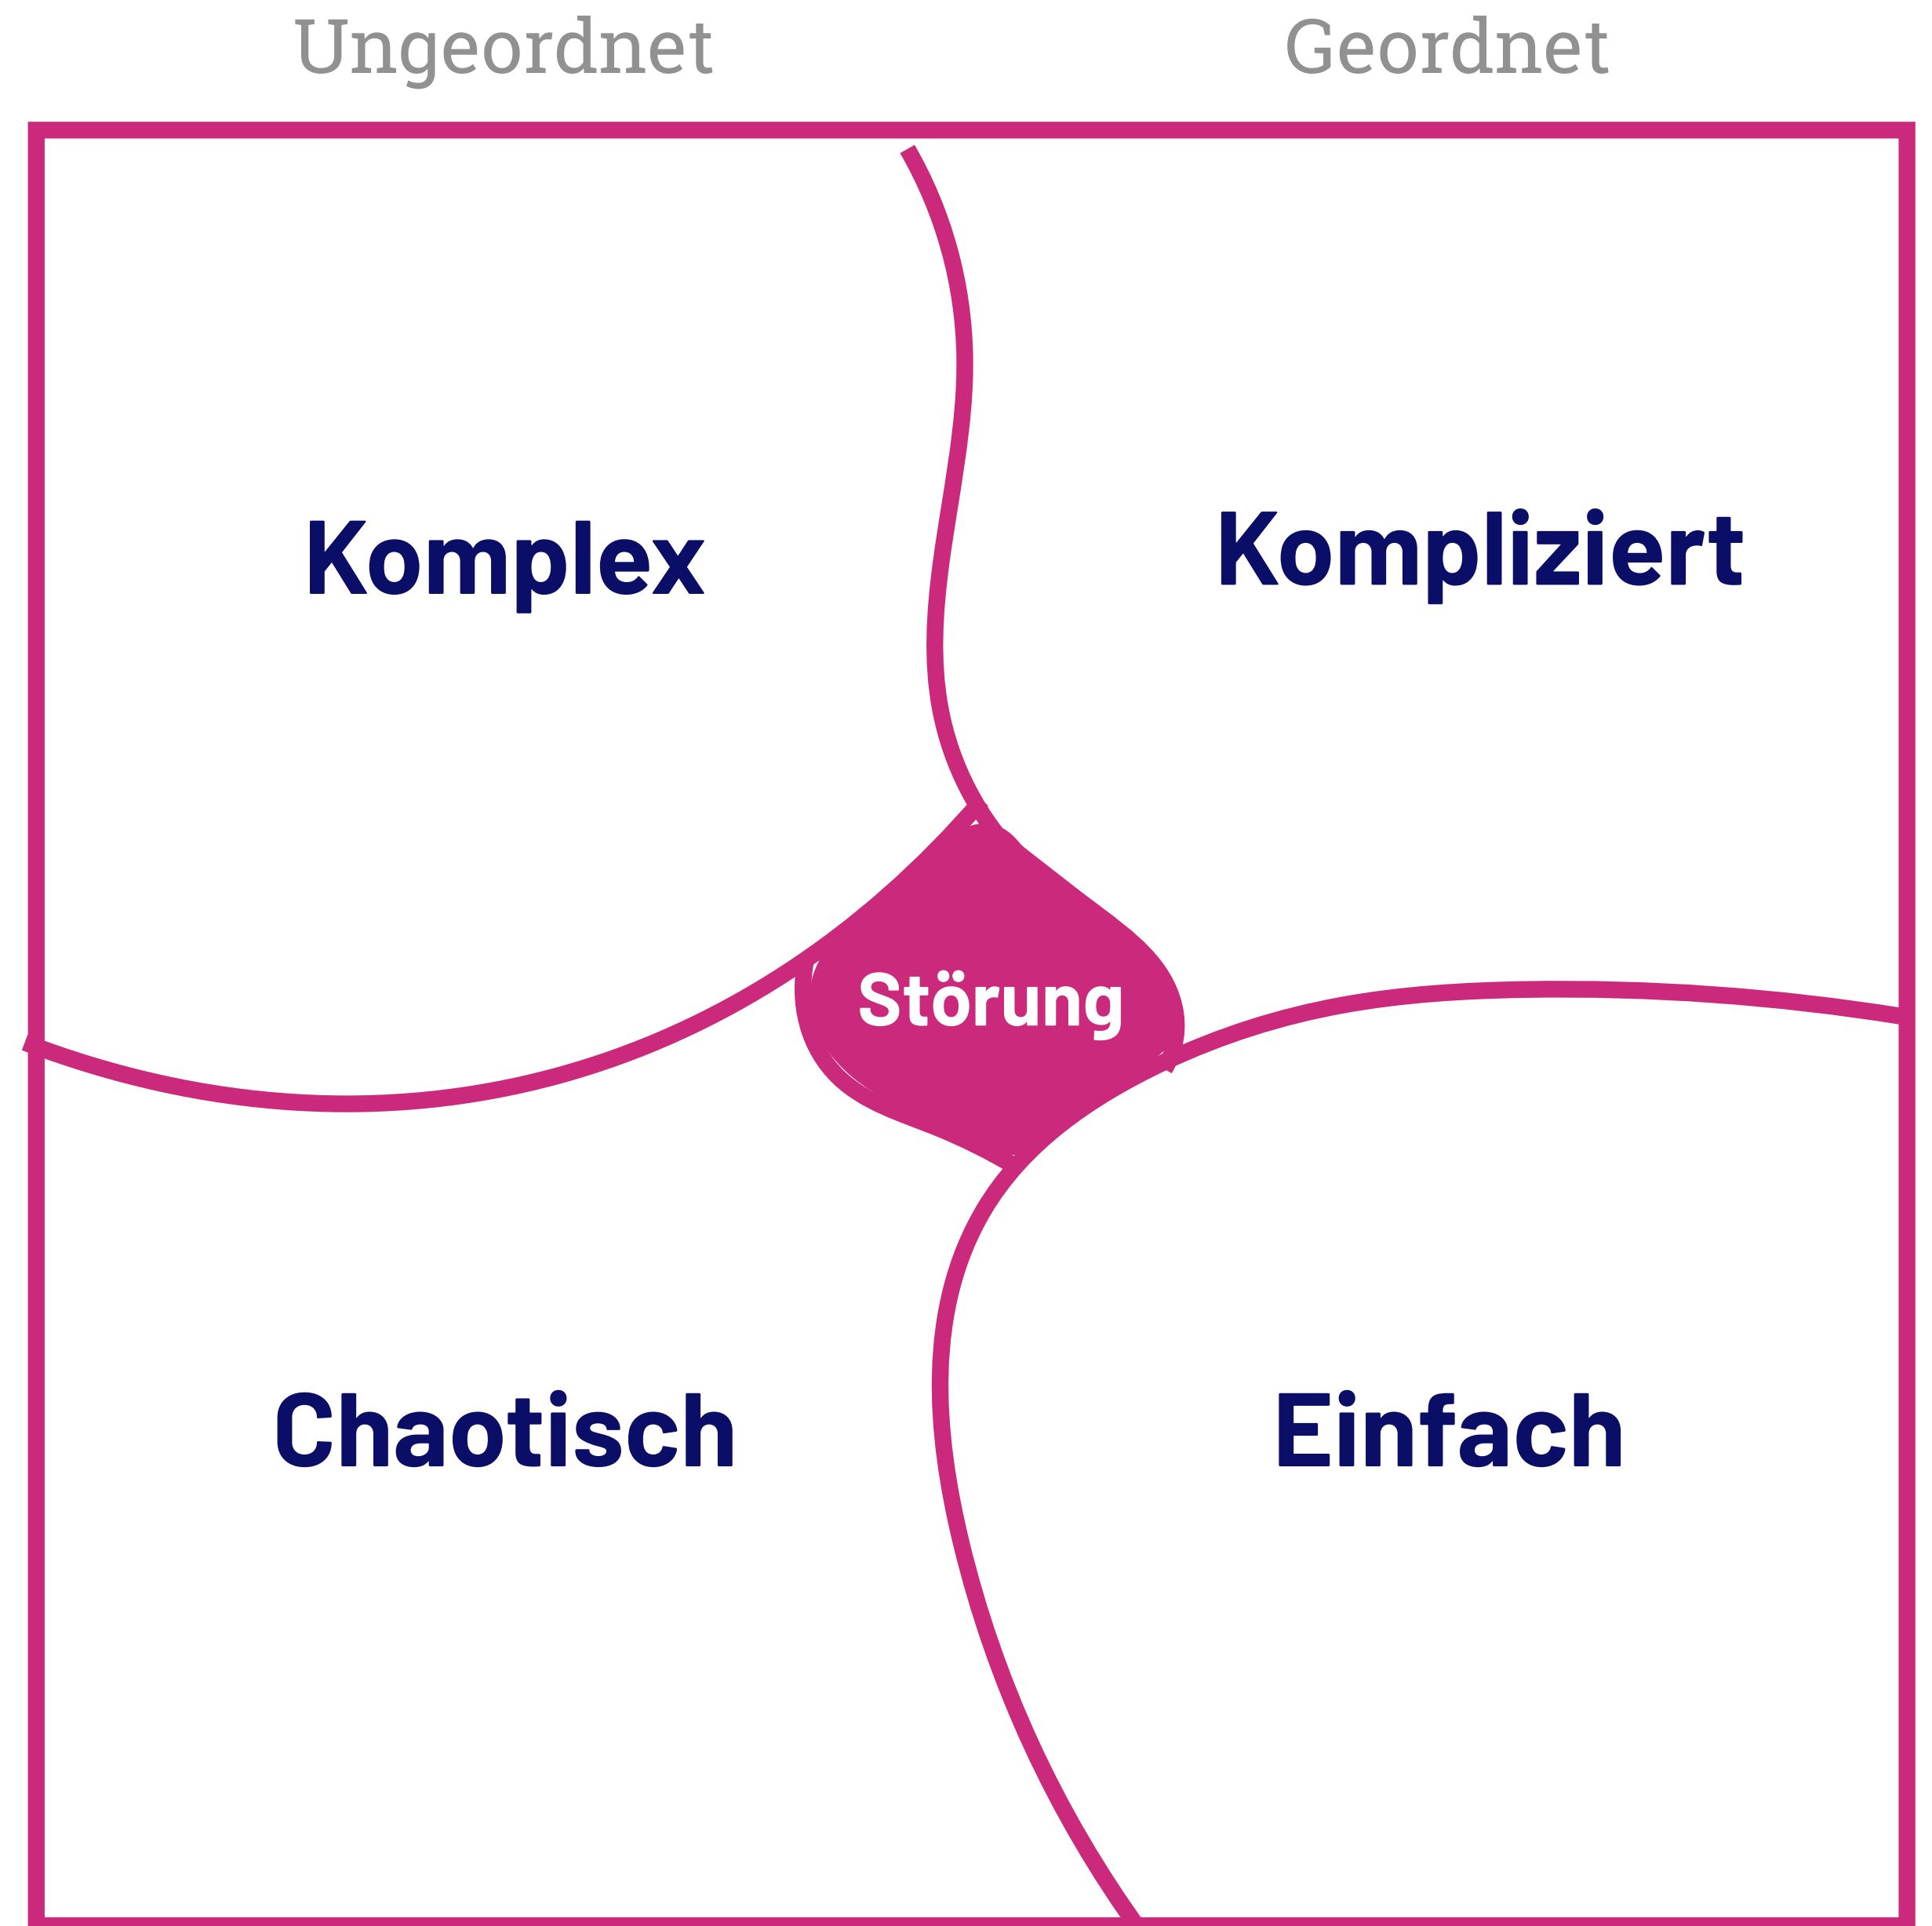 Ungeordnet Geordnet
Komplex Kompliziert
Störung
Chaotisch Einfach